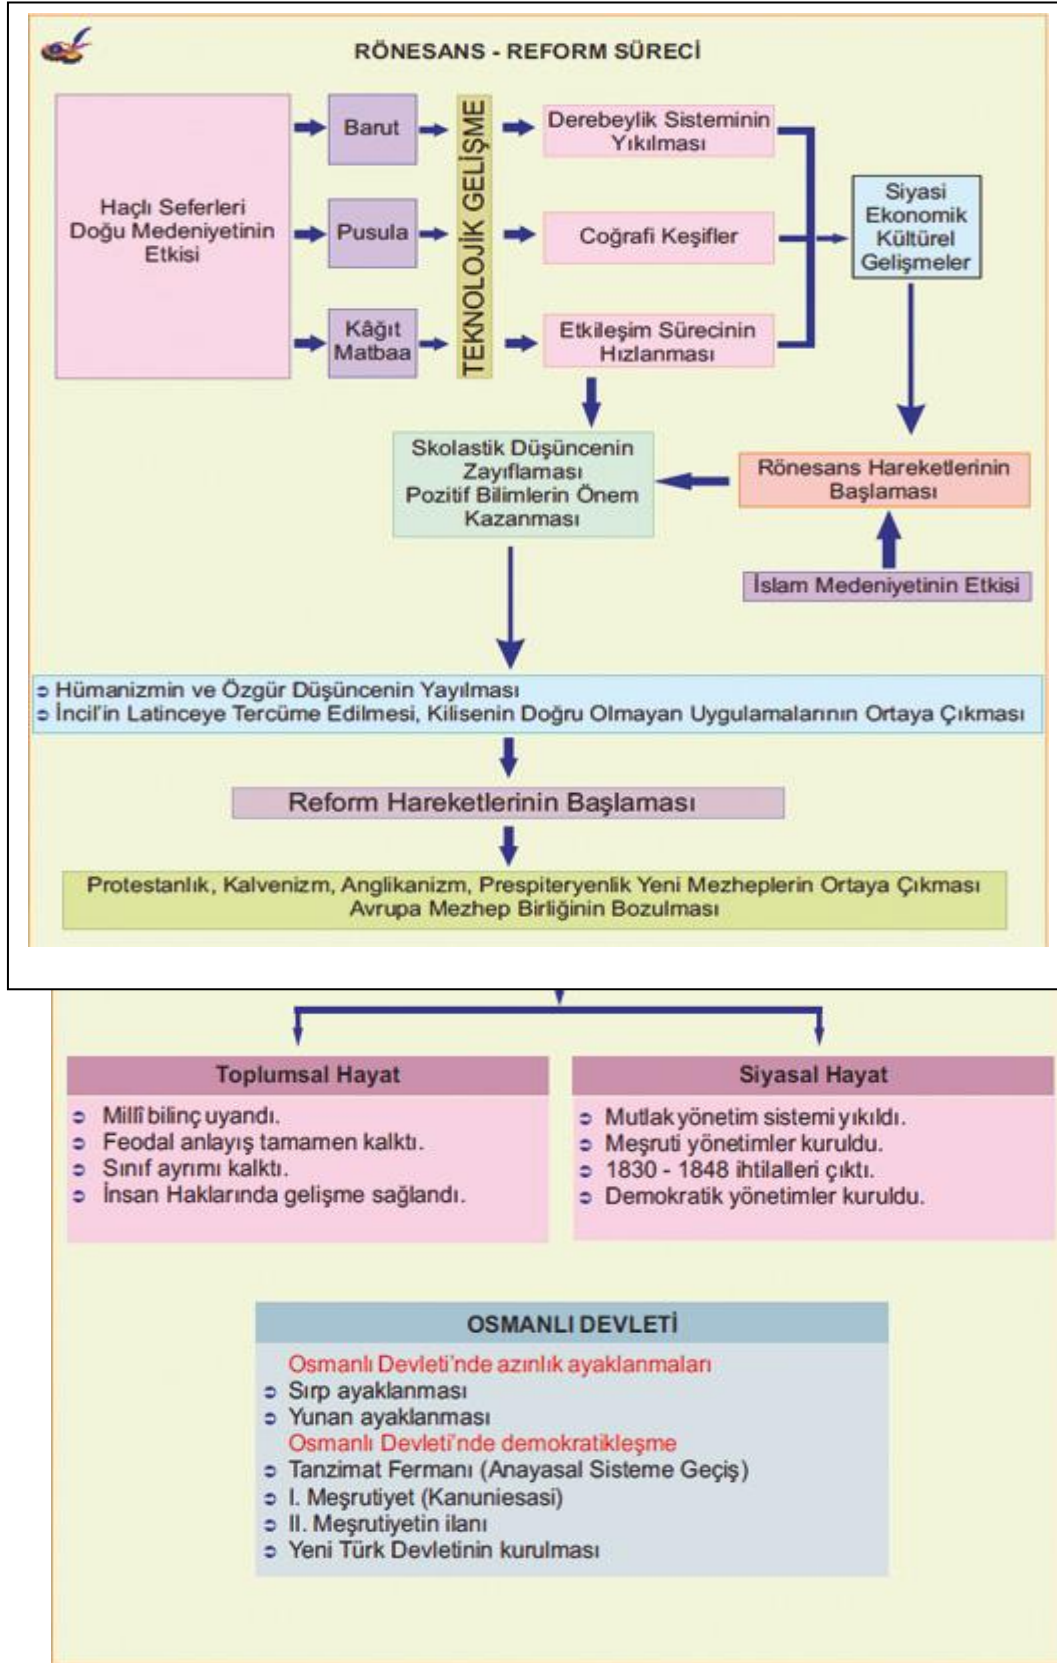 RÖNESANS - REFORM SÜRECİ
Haçlı Seferleri
Doğu Medeniyetinin
Etkisi
Barut
Pusula
Kâğıt
Matbaa
TEKNOLOJİK GELİŞME
Derebeylik Sisteminin
Yıkılması
Coğrafi Keşifler
Etkileşim Sürecinin
Hızlanması
Siyasi
Ekonomik
Kültürel
Gelişmeler
Skolastik Düşüncenin
Zayıflaması
Pozitif Bilimlerin Önem
Kazanması
Rönesans Hareketlerinin
Başlaması
İslam Medeniyetinin Etkisi
Hümanizmin ve Özgür Düşüncenin Yayılması
İncil'in Latinceye Tercüme Edilmesi, Kilisenin Doğru Olmayan Uygulamalarının Ortaya Çıkması
Reform Hareketlerinin Başlaması
Protestanlık, Kalvenizm, Anglikanizm, Prespiteryenlik Yeni Mezheplerin Ortaya Çıkması
Avrupa Mezhep Birliğinin Bozulması
Toplumsal Hayat
Millî bilinç uyandı.
Feodal anlayış tamamen kalktı.
Sınıf ayrımı kalktı.
İnsan Haklarında gelişme sağlandı.
Siyasal Hayat
Mutlak yönetim sistemi yıkıldı.
Meşruti yönetimler kuruldu.
1830 - 1848 ihtilalleri çıktı.
Demokratik yönetimler kuruldu.
OSMANLI DEVLETİ
Osmanlı Devleti'nde azınlık ayaklanmaları
Sırp ayaklanması
Yunan ayaklanması
Osmanlı Devleti'nde demokratikleşme
Tanzimat Fermanı (Anayasal Sisteme Geçiş)
I. Meşrutiyet (Kanuniesasi)
II. Meşrutiyetin ilanı
Yeni Türk Devletinin kurulması